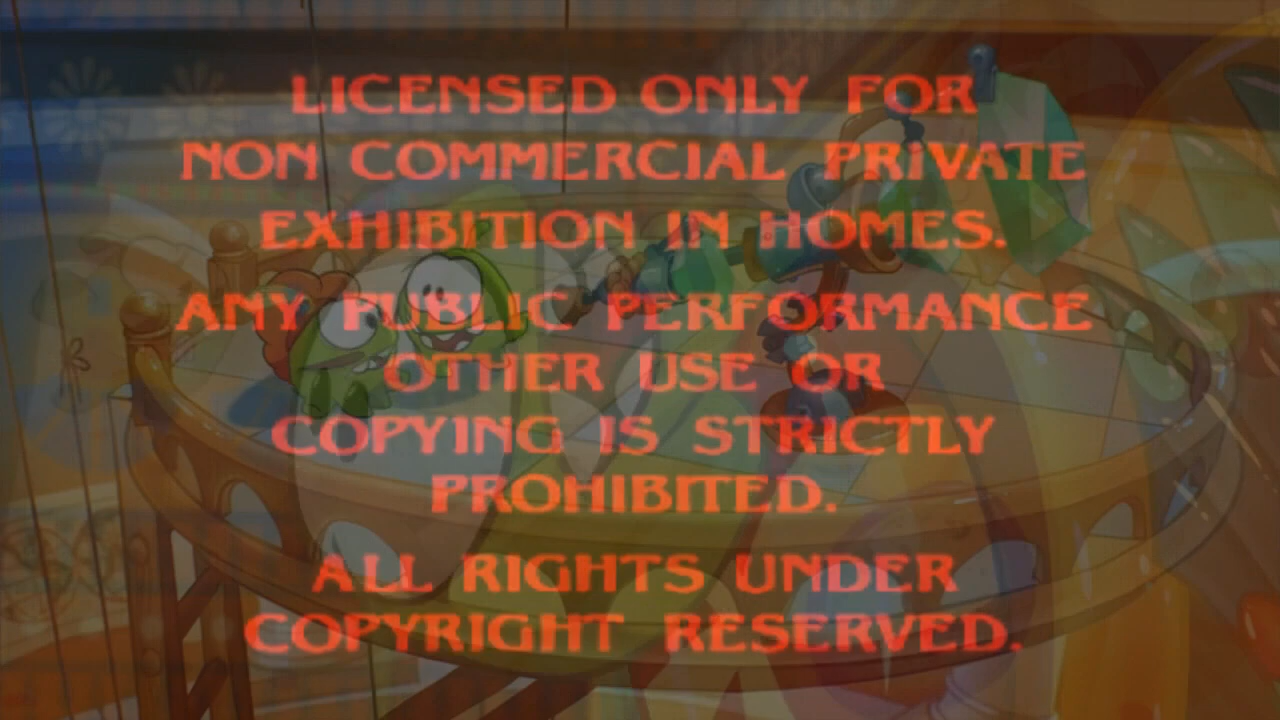 LICENSED ONLY FOR
NON COMMERCIAL PRIVATE
EXHIBITION IN HOMES.
ANY PUBLIC PERFORMANCE
OTHER USE OR
COPYING IS STRICTLY
PROHIBITED.
ALL RIGHTS UNDER
COPYRIGHT RESERVED.